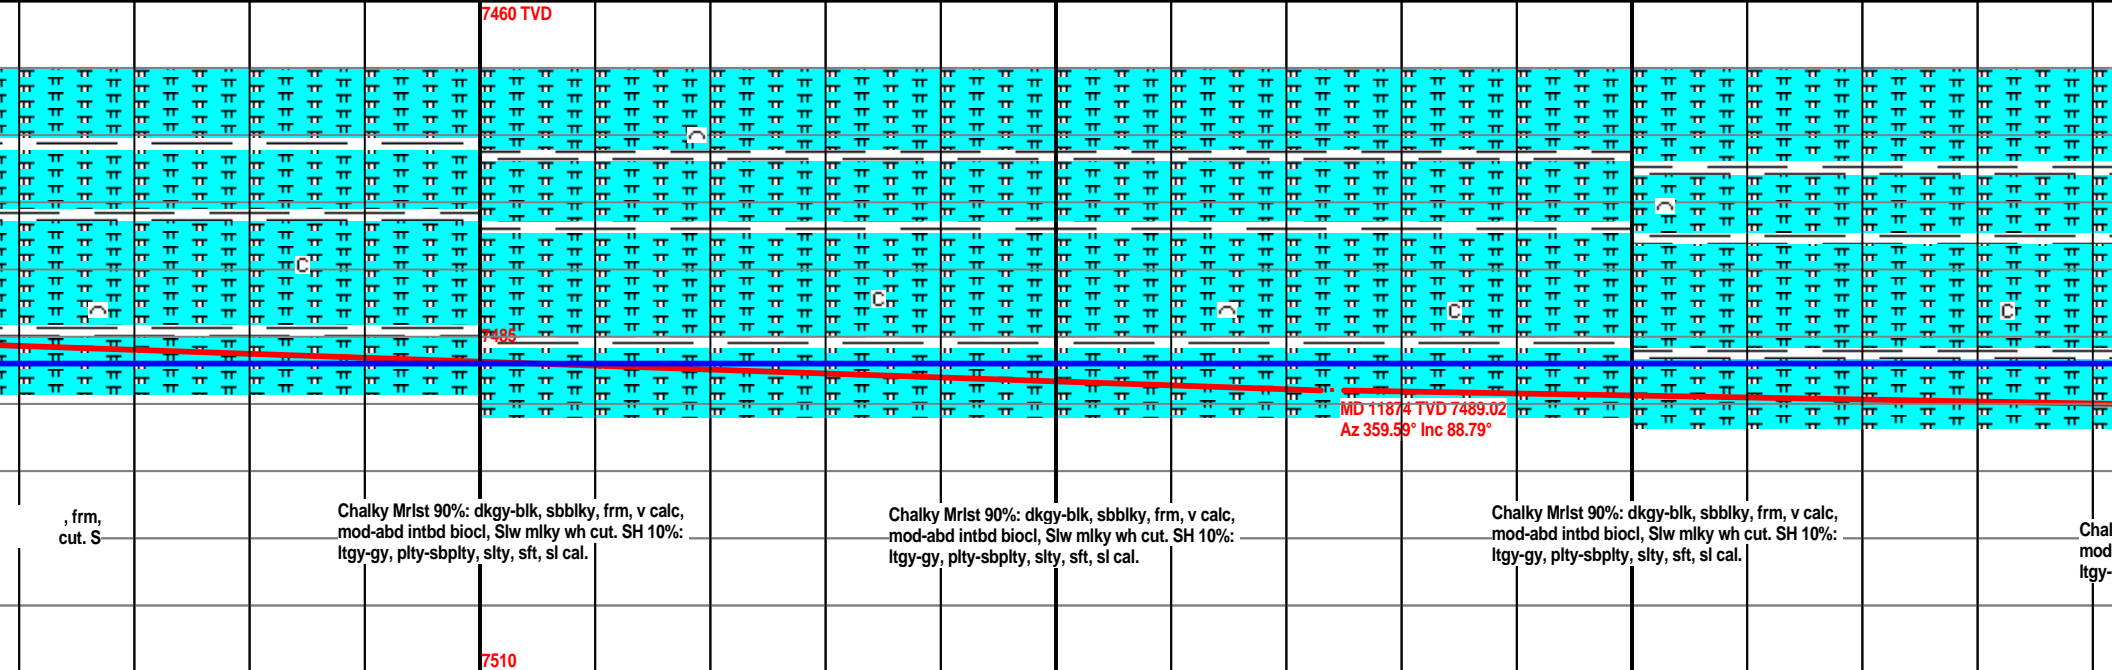 7460 TVD
7485
MD 11874 TVD 7489.02
Az 359.59° Inc 88.79°
, frm,
cut. S
Chalky Mrlst 90%: dkgy-blk, sbblky, frm, v calc,
mod-abd intbd biocl, Slw mlky wh cut. SH 10%:
ltgy-gy, plty-sbplty, slty, sft, sl cal.
Chalky Mrlst 90%: dkgy-blk, sbblky, frm, v calc,
mod-abd intbd biocl, Slw mlky wh cut. SH 10%:
ltgy-gy, plty-sbplty, slty, sft, sl cal.
Chalky Mrlst 90%: dkgy-blk, sbblky, frm, v calc,
mod-abd intbd biocl, Slw mlky wh cut. SH 10%:
ltgy-gy, plty-sbplty, slty, sft, sl cal.
Chal
mod
ltgy-
7510
C
C
C
C